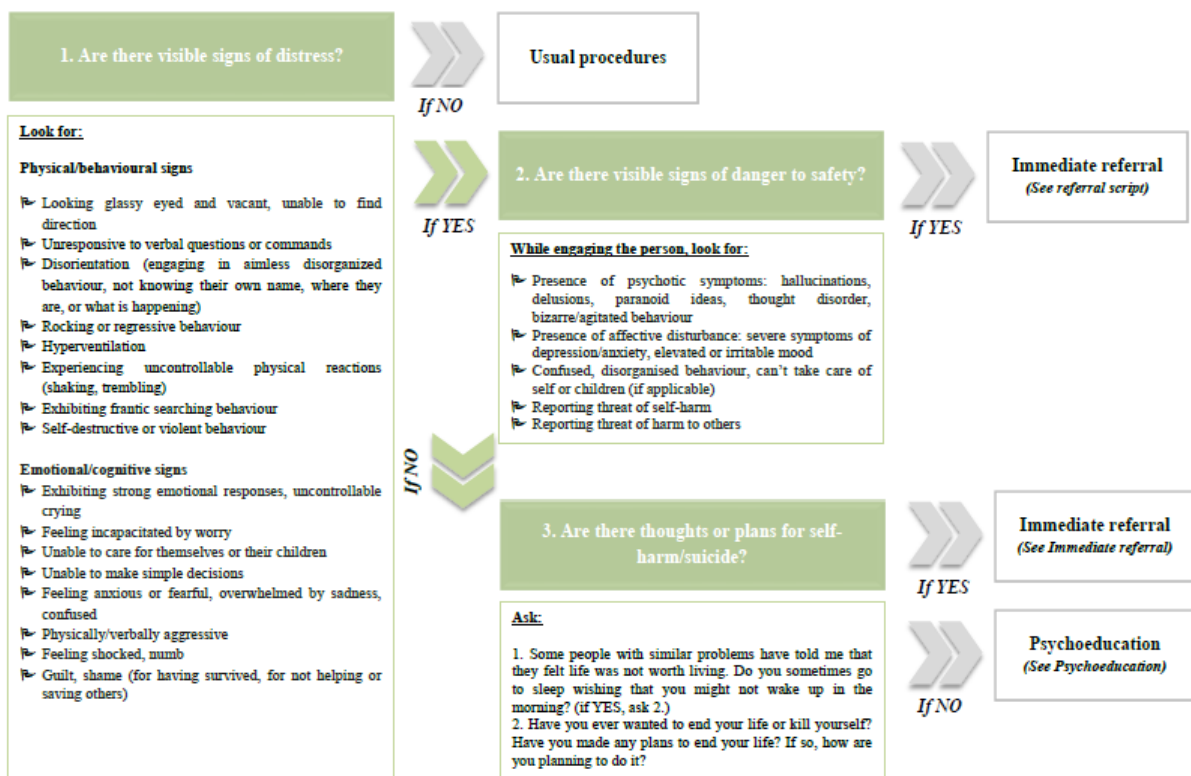 1. Are there visible signs of distress?
If NO
Usual procedures
Look for:
Physical/behavioural signs
Looking glassy eyed and vacant, unable to find
direction
Unresponsive to verbal questions or commands
Disorientation (engaging in aimless disorganized
behaviour, not knowing their own name, where they
are, or what is happening)
Rocking or regressive behaviour
Hyperventilation
Experiencing uncontrollable physical reactions
(shaking, trembling)
Exhibiting frantic searching behaviour
Self-destructive or violent behaviour
Emotional/cognitive signs
Exhibiting strong emotional responses, uncontrollable
crying
Feeling incapacitated by worry
Unable to care for themselves or their children
Unable to make simple decisions
Feeling anxious or fearful, overwhelmed by sadness,
confused
Physically/verbally aggressive
Feeling shocked, numb
Guilt, shame (for having survived, for not helping or
saving others)
If YES
2. Are there visible signs of danger to safety?
If YES
Immediate referral
(See referral script)
While engaging the person, look for:
Presence of psychotic symptoms: hallucinations,
delusions, paranoid ideas, thought disorder,
bizarre/agitated behaviour
Presence of affective disturbance: severe symptoms of
depression/anxiety, elevated or irritable mood
Confused, disorganised behaviour, can't take care of
self or children (if applicable)
Reporting threat of self-harm
Reporting threat of harm to others
If NO
3. Are there thoughts or plans for self-
harm/suicide?
If YES
Immediate referral
(See Immediate referral)
Ask:
1. Some people with similar problems have told me that
they felt life was not worth living. Do you sometimes go
to sleep wishing that you might not wake up in the
morning? (if YES, ask 2.)
2. Have you ever wanted to end your life or kill yourself?
Have you made any plans to end your life? If so, how are
you planning to do it?
If NO
Psychoeducation
(See Psychoeducation)